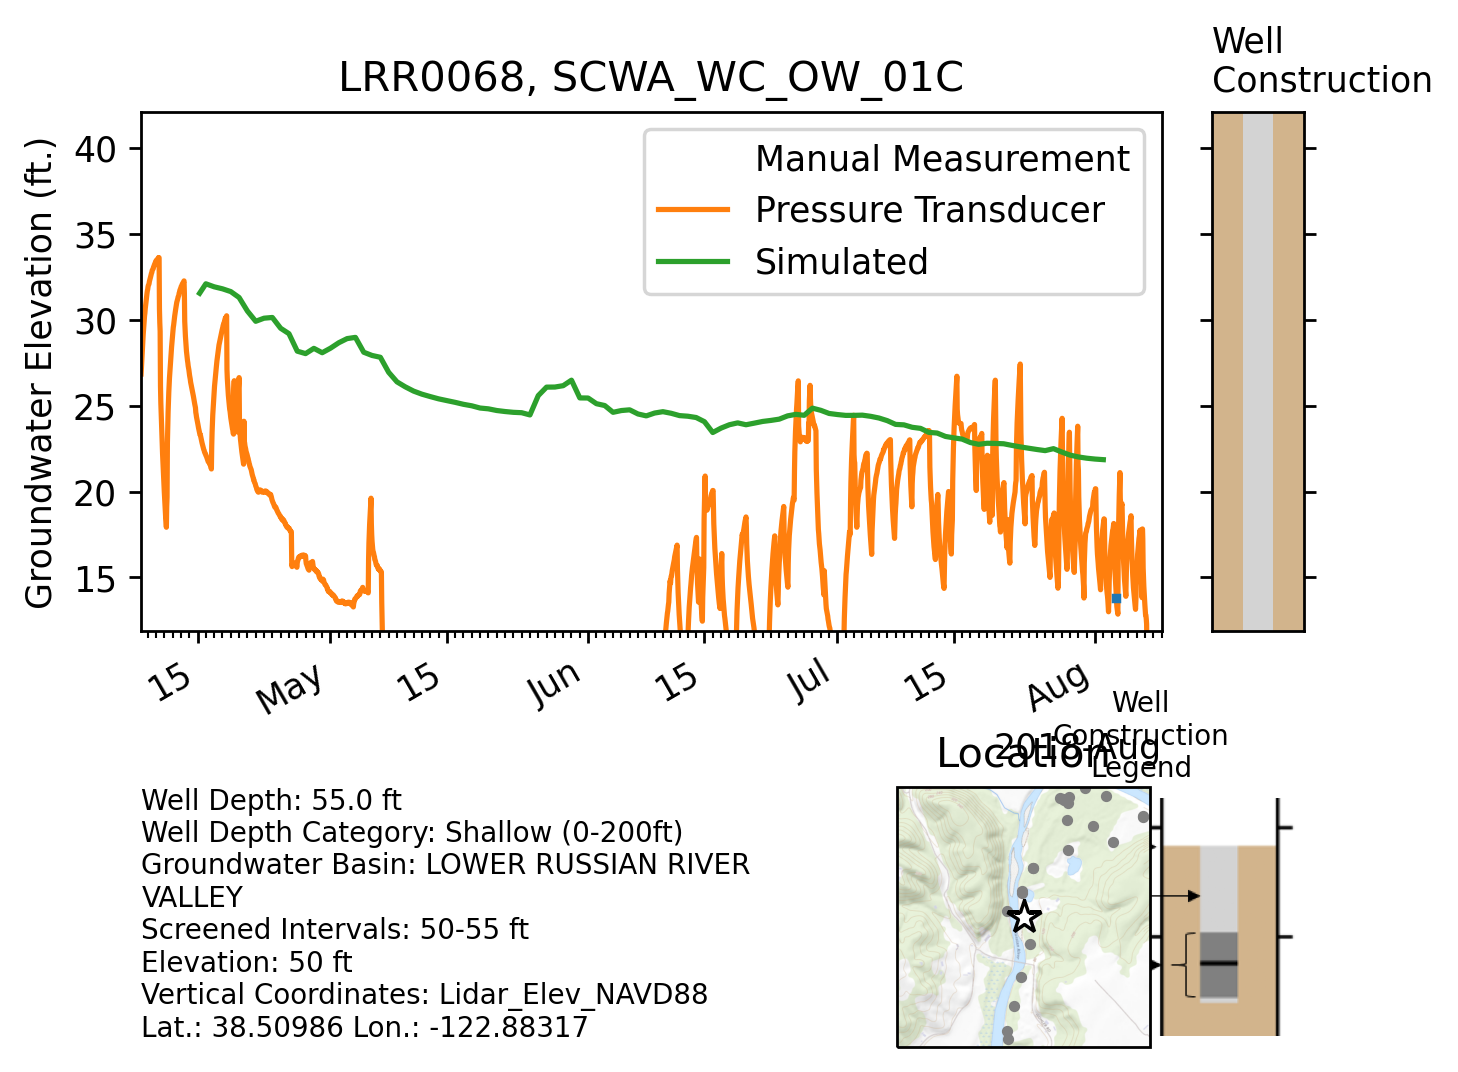 Well
Construction
LRR0068, SCWA_WC_OW_01C
Groundwater Elevation (ft.)
40
35
30
25
20
15
Manual Measurement
Pressure Transducer
Simulated
15
May
15
Jun
15
Jul
15
Aug
2018-Aug
Location
Well
Construction
Legend
Well Depth: 55.0 ft
Well Depth Category: Shallow (0-200ft)
Groundwater Basin: LOWER RUSSIAN RIVER
VALLEY
Screened Intervals: 50-55 ft
Elevation: 50 ft
Vertical Coordinates: Lidar_Elev_NAVD88
Lat.: 38.50986 Lon.: -122.88317